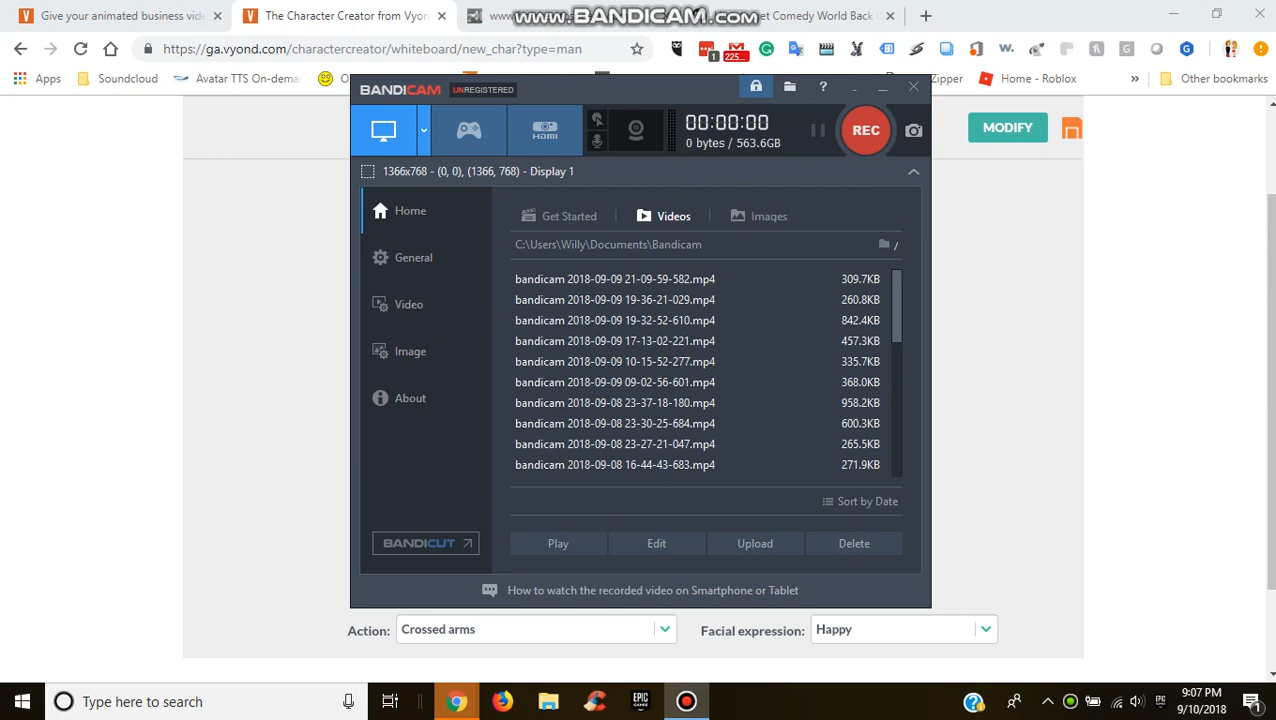 Give your animated business vide
The Character Creator from Vyon
www.
www.BANDICAM.com
et Comedy World Back
https://ga.vyond.com/charactercreator/whiteboard/new_char?type=man
1
225...
Apps
Soundcloud
Avatar TTS On-dema
Zipper
Home - Roblox
»
Other bookmarks
BANDICAM UNREGISTERED
?
HDMI
00:00:00
0 bytes / 563.6GB
REC
MODIFY
1366x768 - (0, 0), (1366, 768) - Display 1
Home
General
Video
Image
About
BANDICUT
Get Started
Videos
Images
C:\Users\Willy\Documents\Bandicam
/
bandicam 2018-09-09 21-09-59-582.mp4 309.7KB
bandicam 2018-09-09 19-36-21-029.mp4 260.8KB
bandicam 2018-09-09 19-32-52-610.mp4 842.4KB
bandicam 2018-09-09 17-13-02-221.mp4 457.3KB
bandicam 2018-09-09 10-15-52-277.mp4 335.7KB
bandicam 2018-09-09 09-02-56-601.mp4 368.0KB
bandicam 2018-09-08 23-37-18-180.mp4 958.2KB
bandicam 2018-09-08 23-30-25-684.mp4 600.3KB
bandicam 2018-09-08 23-27-21-047.mp4 265.5KB
bandicam 2018-09-08 16-44-43-683.mp4 271.9KB
Sort by Date
Play Edit Upload Delete
How to watch the recorded video on Smartphone or Tablet
Action: Crossed arms
Facial expression: Happy
Type here to search
EPIC GAMES
9:07 PM
9/10/2018
1